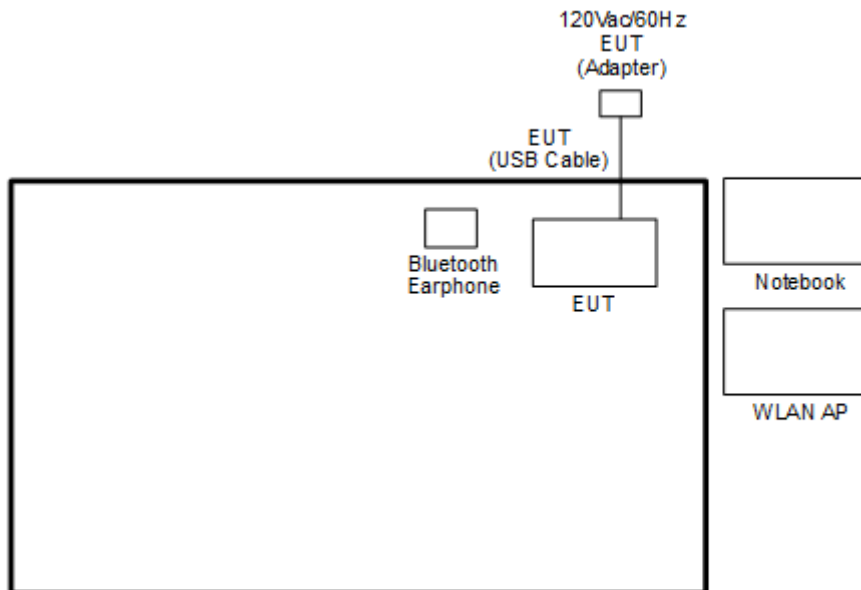 120Vac/60Hz
EUT
(Adapter)
EUT
(USB Cable)
Bluetooth
Earphone
EUT
Notebook
WLAN AP